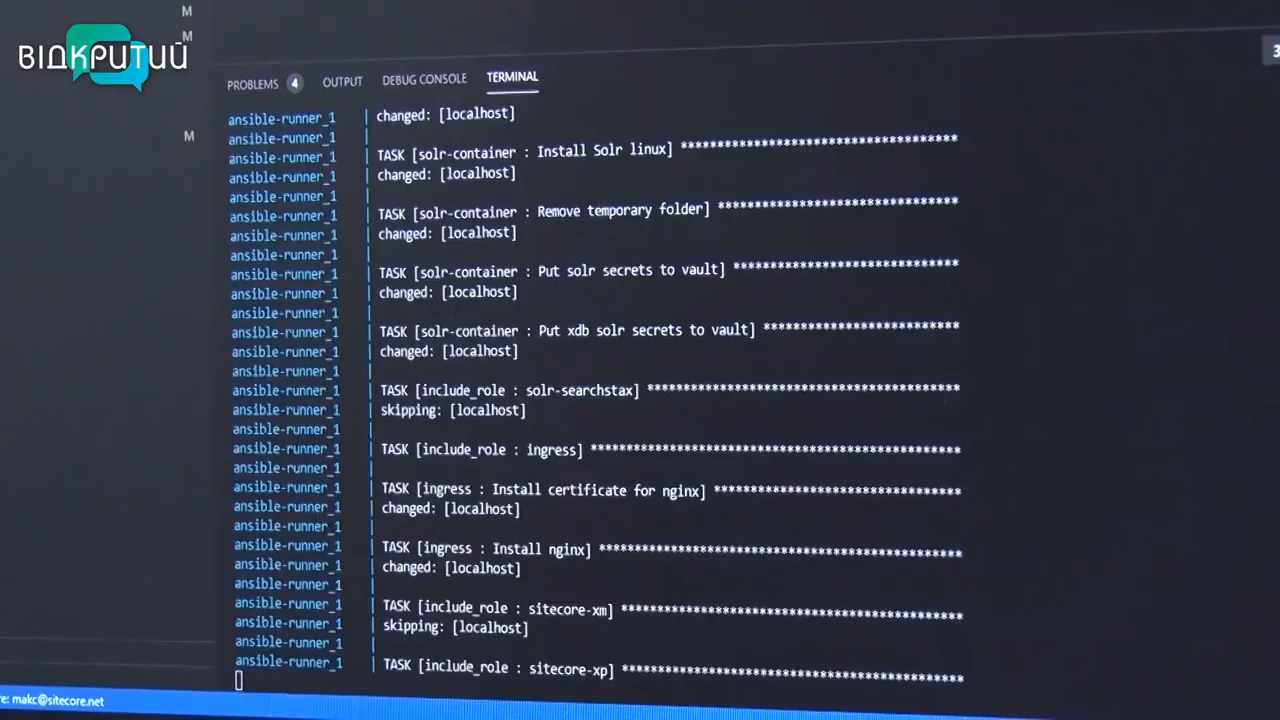 M
ВІДКРИТИЙ
M
M
PROBLEMS 4 OUTPUT DEBUG CONSOLE TERMINAL
ansible-runner_1 | changed: [localhost]
ansible-runner_1 |
ansible-runner_1 | TASK [solr-container : Install Solr linux] **************************************
ansible-runner_1 | changed: [localhost]
ansible-runner_1 |
ansible-runner_1 | TASK [solr-container : Remove temporary folder] *********************************
ansible-runner_1 | changed: [localhost]
ansible-runner_1 |
ansible-runner_1 | TASK [solr-container : Put solr secrets to vault] *******************************
ansible-runner_1 | changed: [localhost]
ansible-runner_1 |
ansible-runner_1 | TASK [solr-container : Put xdb solr secrets to vault] ***************************
ansible-runner_1 | changed: [localhost]
ansible-runner_1 |
ansible-runner_1 | TASK [include_role : solr-searchstax] *******************************************
ansible-runner_1 | skipping: [localhost]
ansible-runner_1 |
ansible-runner_1 | TASK [include_role : ingress] ***************************************************
ansible-runner_1 |
ansible-runner_1 | TASK [ingress : Install certificate for nginx] **********************************
ansible-runner_1 | changed: [localhost]
ansible-runner_1 |
ansible-runner_1 | TASK [ingress : Install nginx] **************************************************
ansible-runner_1 | changed: [localhost]
ansible-runner_1 |
ansible-runner_1 | TASK [include_role : sitecore-xm] ***********************************************
ansible-runner_1 | skipping: [localhost]
ansible-runner_1 |
ansible-runner_1 | TASK [include_role : sitecore-xp] ***********************************************
re: makc@sitecore.net